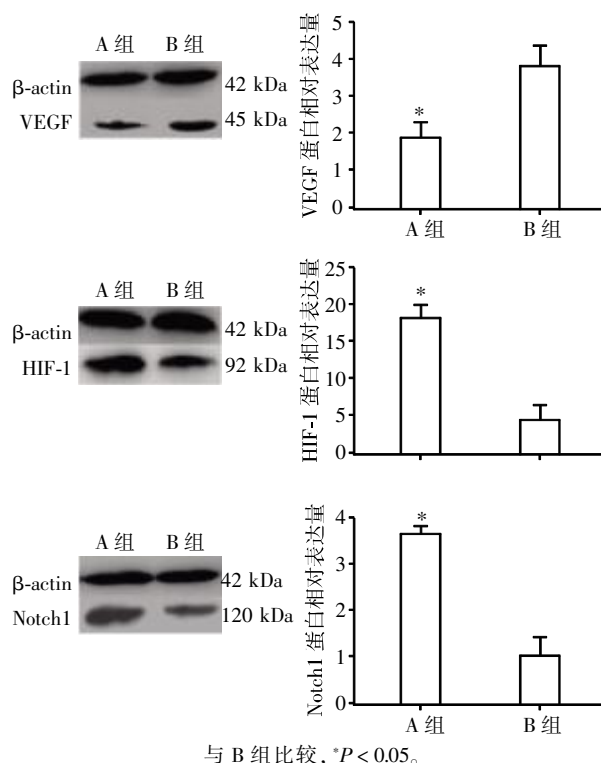 A 组 B 组
β-actin 42 kDa
VEGF 45 kDa
VEGF 蛋白相对表达量
5
4
3
2
1
0
*
A 组 B 组
A 组 B 组
β-actin 42 kDa
HIF-1 92 kDa
HIF-1 蛋白相对表达量
25
20
15
10
5
0
*
A 组 B 组
β-actin 42 kDa
Notch1 120 kDa
Notch1 蛋白相对表达量
4
3
2
1
0
*
A 组 B 组
与 B 组比较，*P < 0.05。